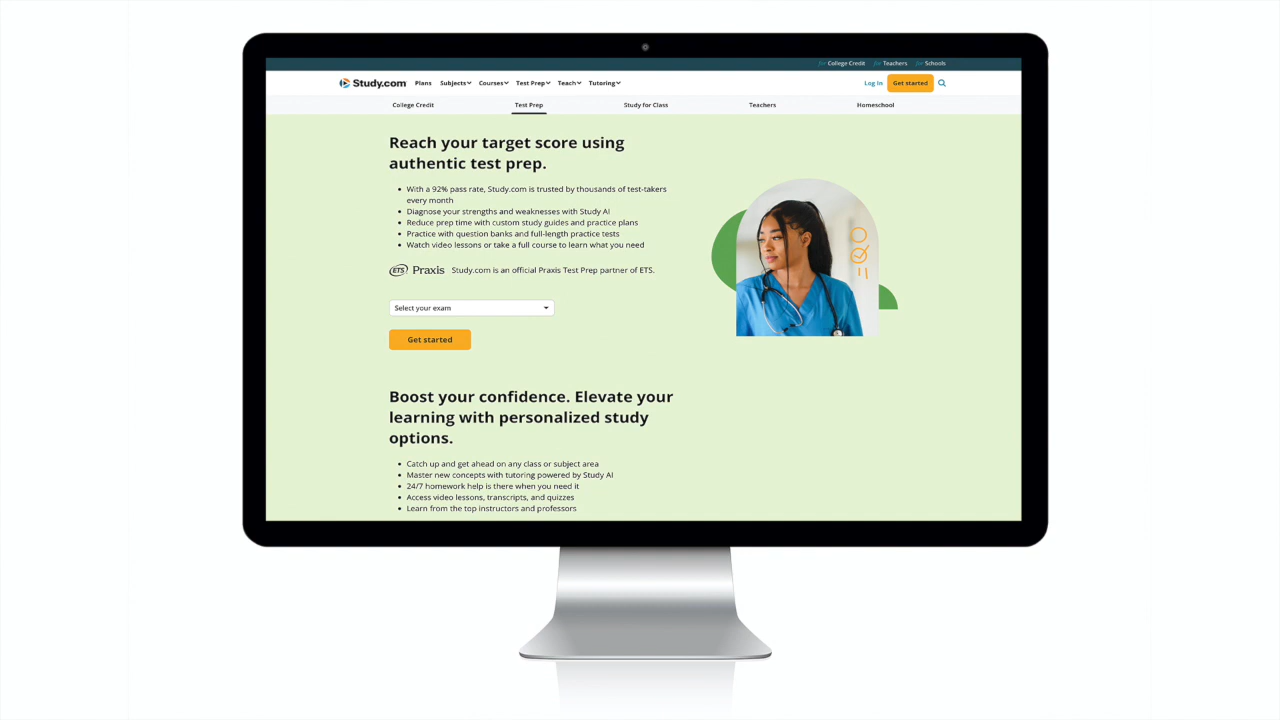 for College Credit for Teachers for Schools
Study.com Plans Subjects Courses Test Prep Teach Tutoring Log In Get started
College Credit Test Prep Study for Class Teachers Homeschool
Reach your target score using
authentic test prep.
• With a 92% pass rate, Study.com is trusted by thousands of test-takers
every month
• Diagnose your strengths and weaknesses with Study AI
• Reduce prep time with custom study guides and practice plans
• Practice with question banks and full-length practice tests
• Watch video lessons or take a full course to learn what you need
ETS Praxis Study.com is an official Praxis Test Prep partner of ETS.
Select your exam
Get started
Boost your confidence. Elevate your
learning with personalized study
options.
• Catch up and get ahead on any class or subject area
• Master new concepts with tutoring powered by Study AI
• 24/7 homework help is there when you need it
• Access video lessons, transcripts, and quizzes
• Learn from the top instructors and professors